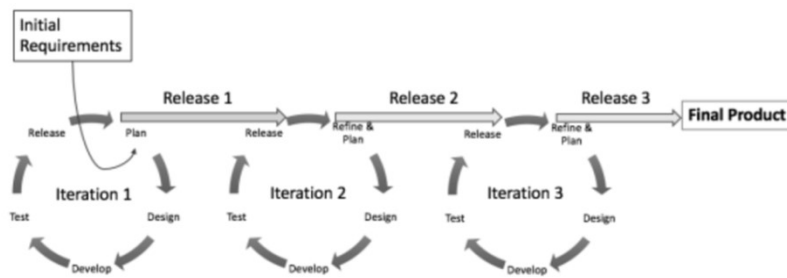 Initial
Requirements
Release 1
Release 2
Release 3
Final Product
Release
Plan
Release
Refine &
Plan
Release
Refine &
Plan
Iteration 1
Iteration 2
Iteration 3
Test
Design
Test
Design
Test
Design
Develop
Develop
Develop